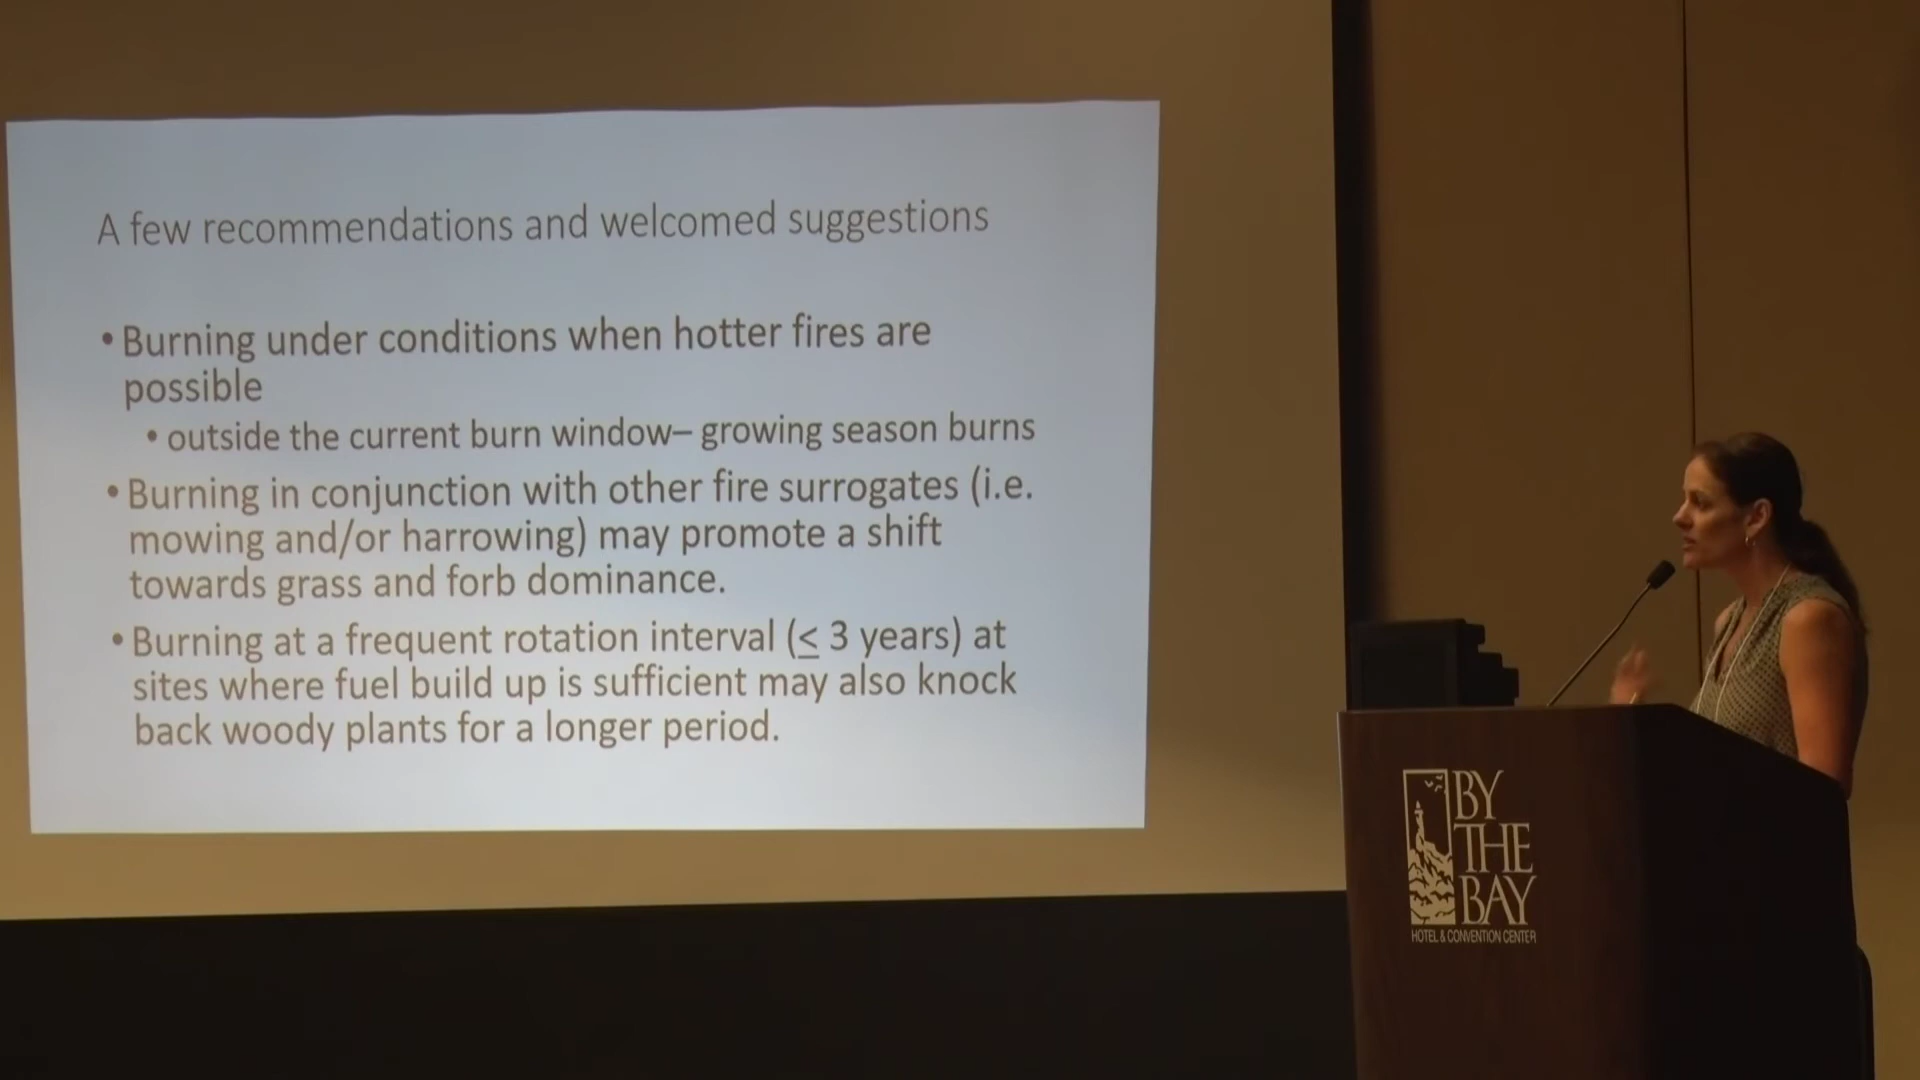 A few recommendations and welcomed suggestions
• Burning under conditions when hotter fires are
possible
• outside the current burn window– growing season burns
• Burning in conjunction with other fire surrogates (i.e.
mowing and/or harrowing) may promote a shift
towards grass and forb dominance.
• Burning at a frequent rotation interval (≤ 3 years) at
sites where fuel build up is sufficient may also knock
back woody plants for a longer period.
BY
THE
BAY
HOTEL & CONVENTION CENTER